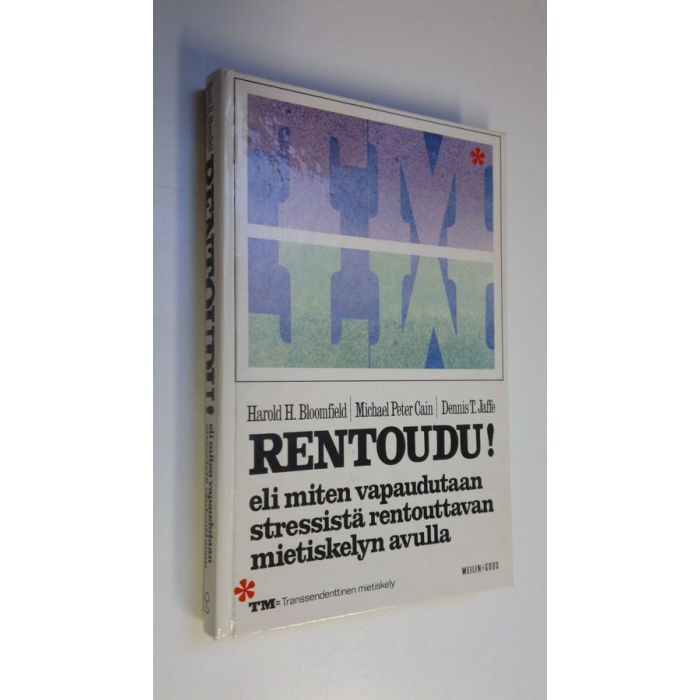 TM*
Harold H. Bloomfield | Michael Peter Cain | Dennis T. Jaffe
RENTOUDU!
eli miten vapaudutaan
stressistä rentouttavan
mietiskelyn avulla
WEILIN+GÖÖS
* TM=Transsendenttinen mietiskely
RENTOUDU! eli miten vapaudutaan